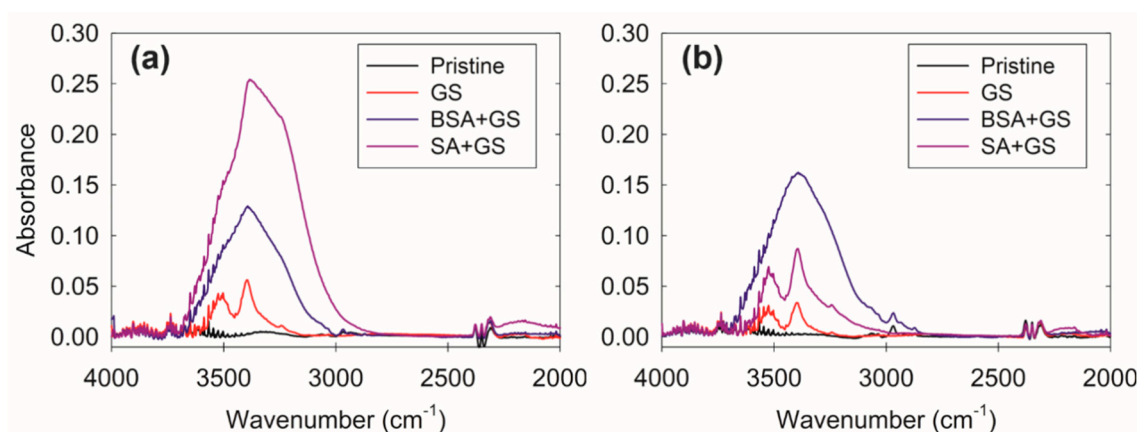 (a)
Pristine
GS
BSA+GS
SA+GS
0.30
0.25
0.20
0.15
0.10
0.05
0.00
Absorbance
4000 3500 3000 2500 2000
Wavenumber (cm⁻¹)
(b)
Pristine
GS
BSA+GS
SA+GS
0.30
0.25
0.20
0.15
0.10
0.05
0.00
4000 3500 3000 2500 2000
Wavenumber (cm⁻¹)